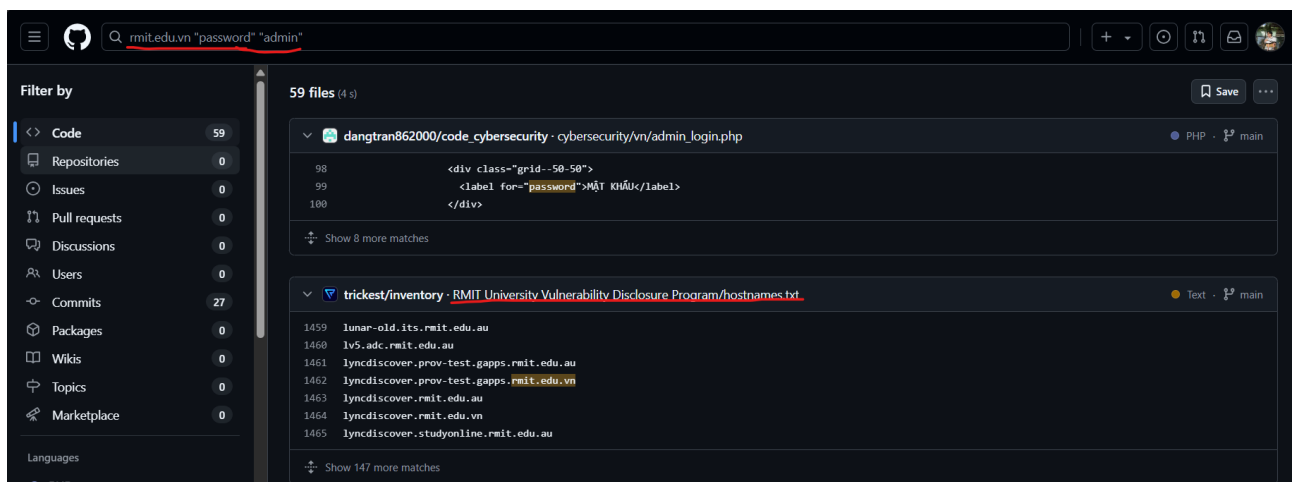 rmit.edu.vn "password" "admin"
Filter by
Code 59
Repositories 0
Issues 0
Pull requests 0
Discussions 0
Users 0
Commits 27
Packages 0
Wikis 0
Topics 0
Marketplace 0
Languages
59 files (4 s)
Save
dangtran862000/code_cybersecurity · cybersecurity/vn/admin_login.php
PHP · main
98 <div class="grid--50-50">
99 <label for="password">MẬT KHẨU</label>
100 </div>
Show 8 more matches
trickest/inventory · RMIT University Vulnerability Disclosure Program/hostnames.txt
Text · main
1459 lunar-old.its.rmit.edu.au
1460 lv5.adc.rmit.edu.au
1461 lyncdiscover.prov-test.gapps.rmit.edu.au
1462 lyncdiscover.prov-test.gapps.rmit.edu.vn
1463 lyncdiscover.rmit.edu.au
1464 lyncdiscover.rmit.edu.vn
1465 lyncdiscover.studyonline.rmit.edu.au
Show 147 more matches